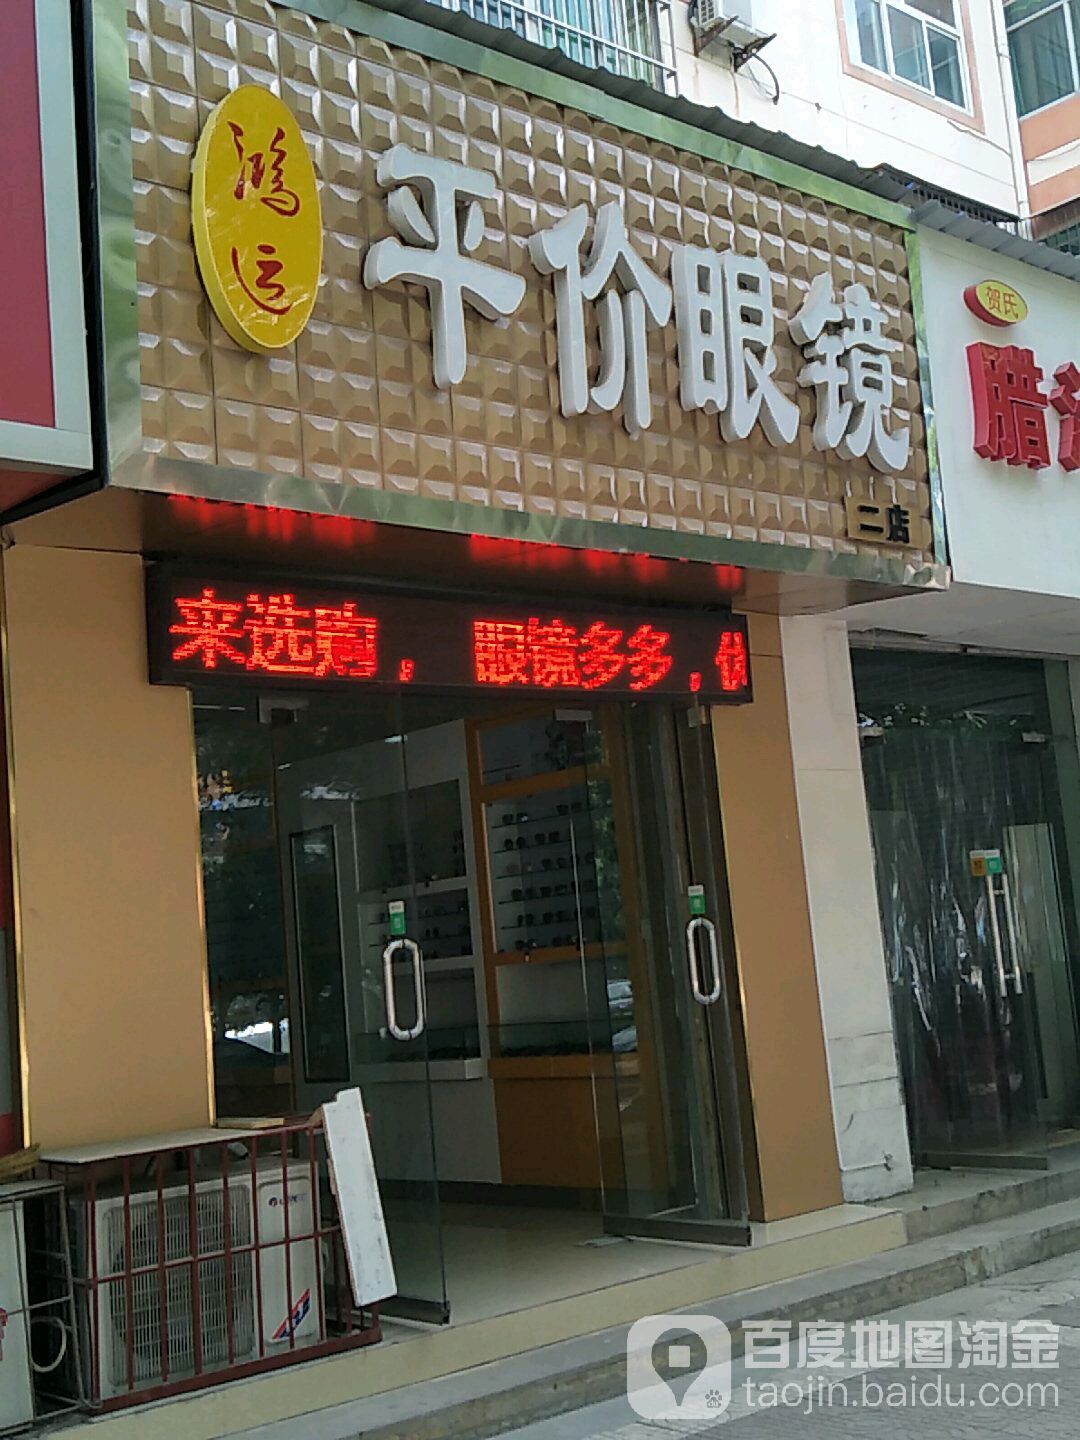 鸿运
平价眼镜
二店
贺氏
腊
来选购， 眼镜多多，优
百度地图淘金
taojin.baidu.com